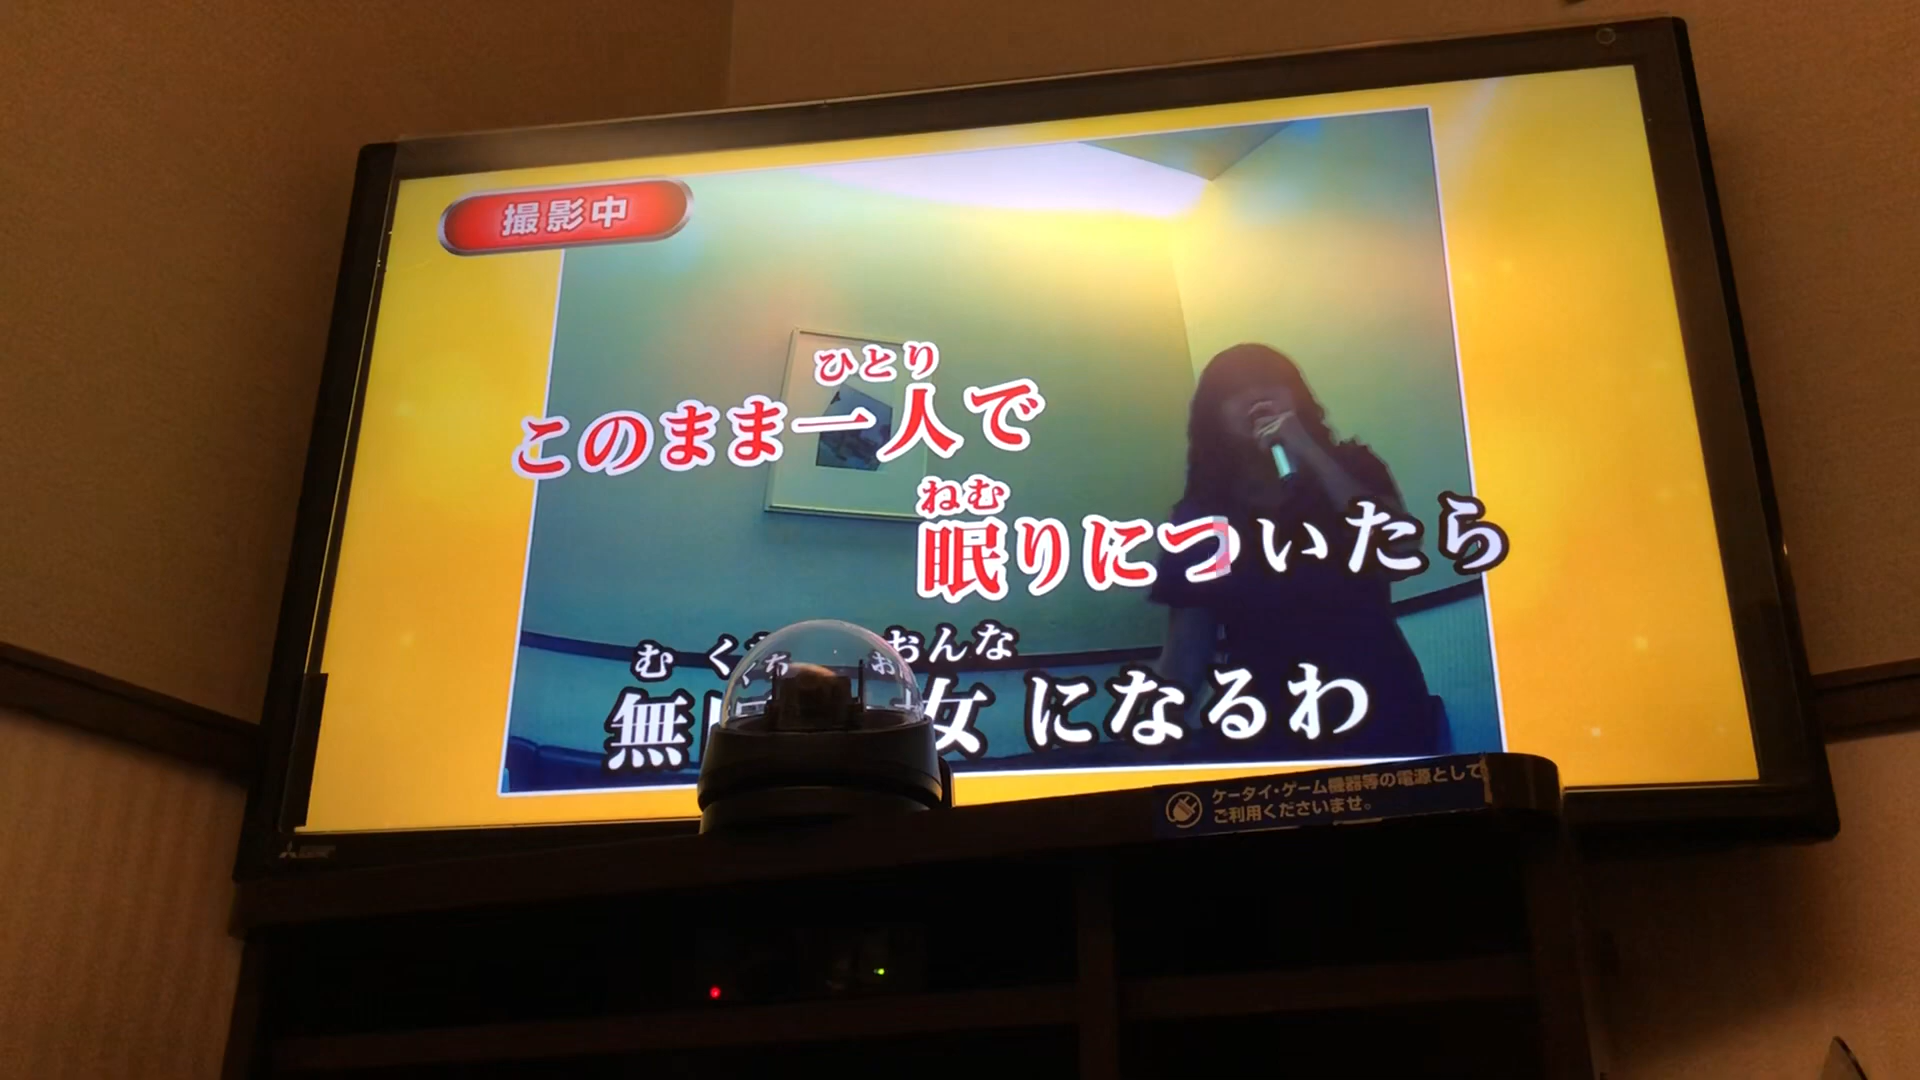 撮影中
ひとり
このまま一人で
ねむ
眠りについたら
む く おんな
無 女 になるわ
ケータイ・ゲーム機器等の電源として
ご利用くださいませ。